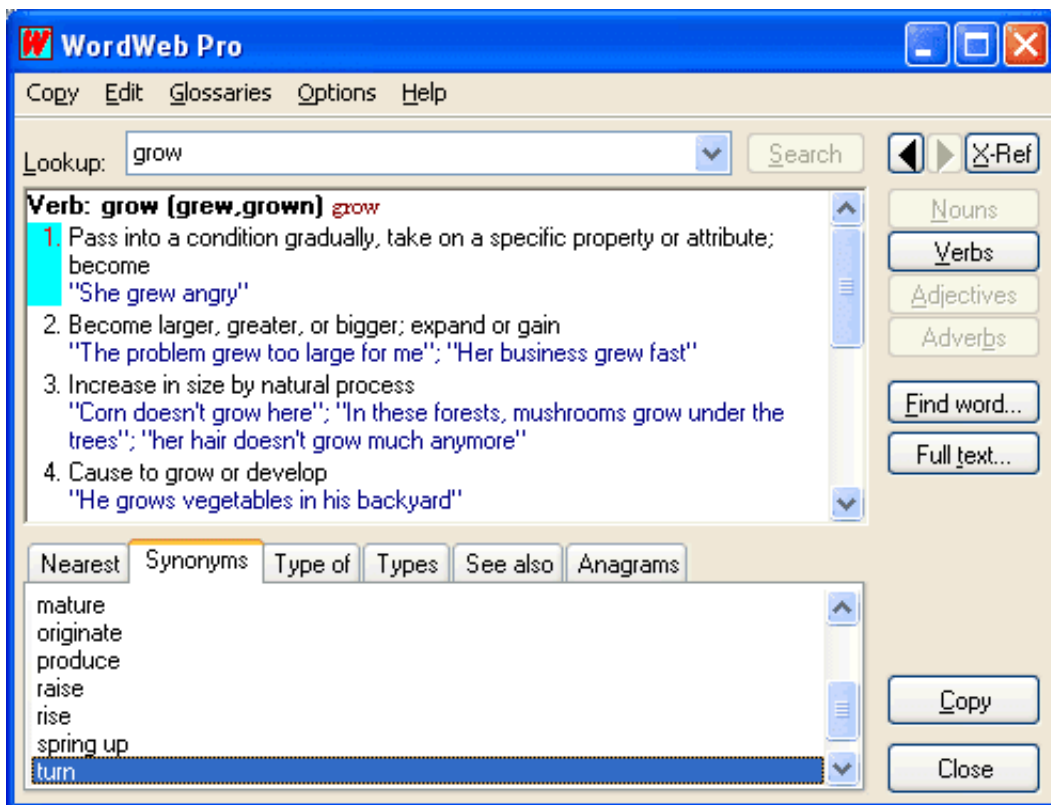 WordWeb Pro
Copy Edit Glossaries Options Help
Lookup: grow Search X-Ref
Verb: grow (grew,grown) grow
1. Pass into a condition gradually, take on a specific property or attribute;
become
"She grew angry"
2. Become larger, greater, or bigger; expand or gain
"The problem grew too large for me"; "Her business grew fast"
3. Increase in size by natural process
"Corn doesn't grow here"; "In these forests, mushrooms grow under the
trees"; "her hair doesn't grow much anymore"
4. Cause to grow or develop
"He grows vegetables in his backyard"
Nouns
Verbs
Adjectives
Adverbs
Find word...
Full text...
Nearest Synonyms Type of Types See also Anagrams
mature
originate
produce
raise
rise
spring up
turn
Copy
Close